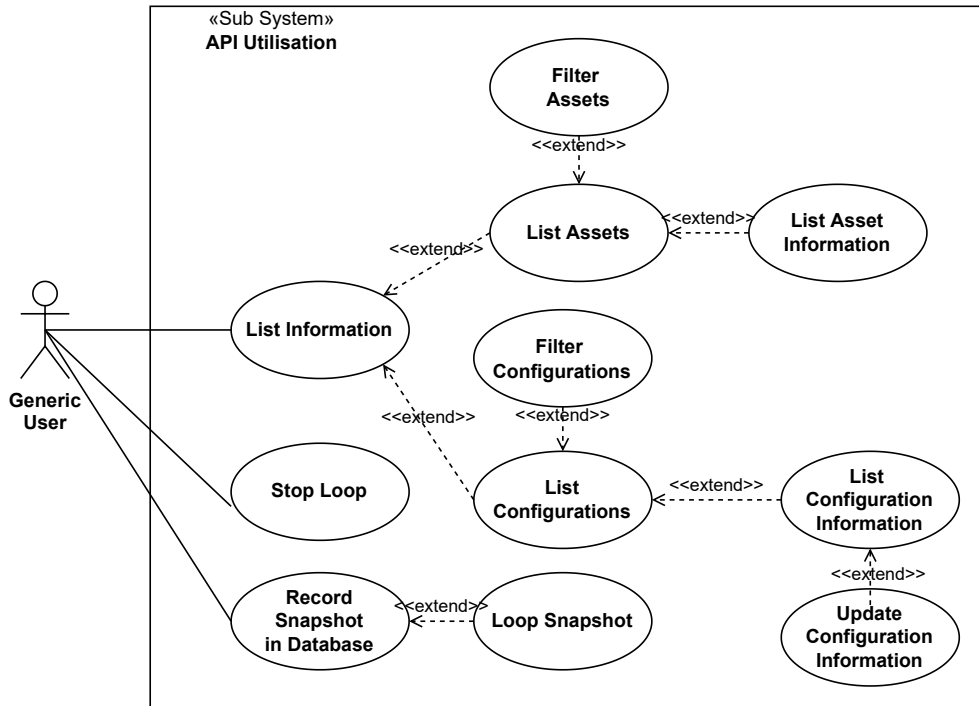 «Sub System»
API Utilisation
Filter
Assets
<<extend>>
List Assets
<<extend>>
List Asset
Information
<<extend>>
List Information
Filter
Configurations
<<extend>>
<<extend>>
Generic
User
Stop Loop
List
Configurations
<<extend>>
List
Configuration
Information
<<extend>>
Record
Snapshot
in Database
<<extend>>
Loop Snapshot
Update
Configuration
Information